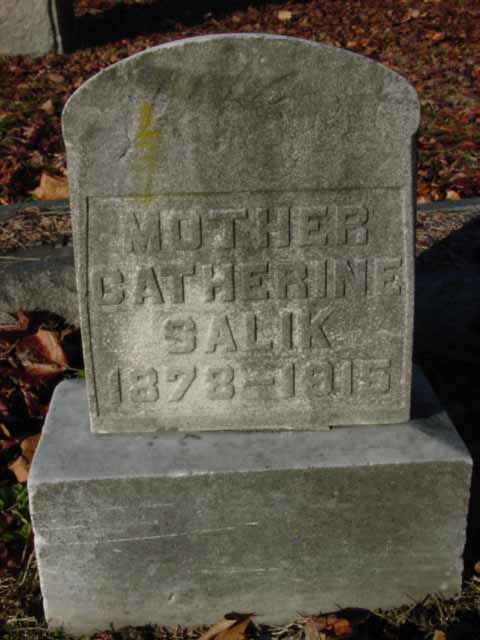 MOTHER
CATHERINE
SALIK
1878-1915